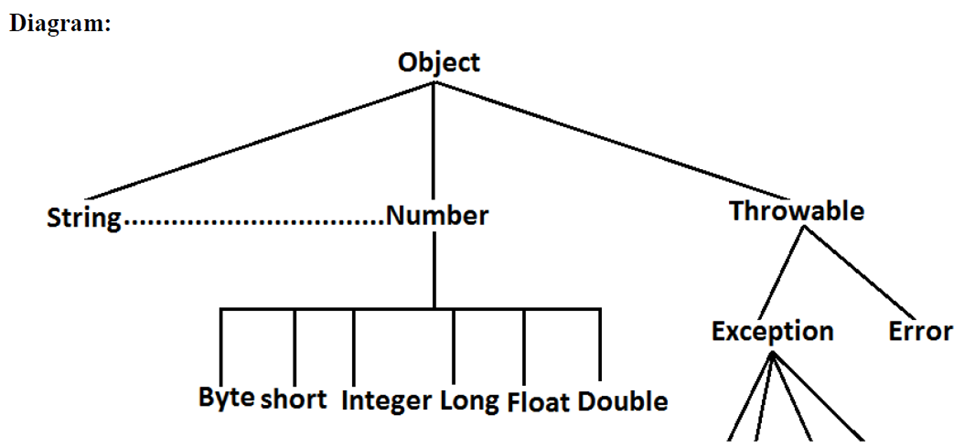 Diagram:
Object
String................................Number
Throwable
Exception Error
Byte short Integer Long Float Double